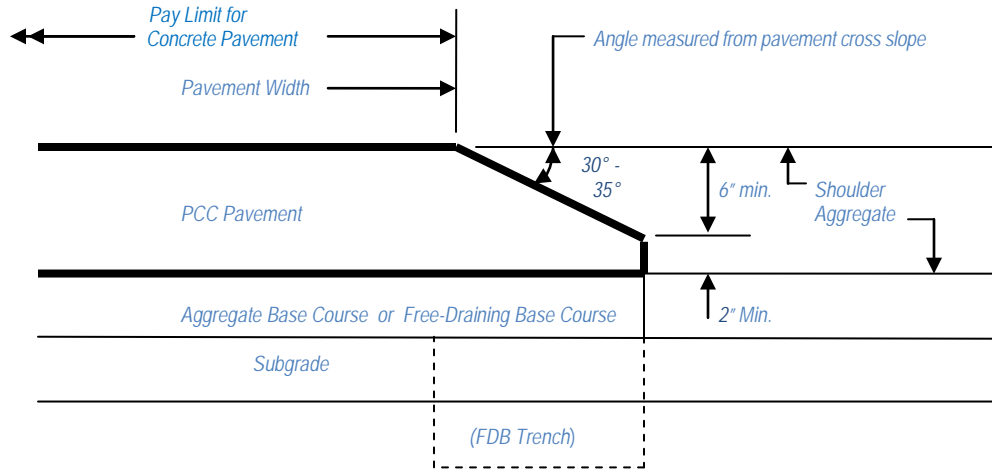 Pay Limit for
Concrete Pavement
Angle measured from pavement cross slope
Pavement Width
30° -
35°
6" min.
Shoulder
Aggregate
PCC Pavement
Aggregate Base Course or Free-Draining Base Course
2" Min.
Subgrade
(FDB Trench)